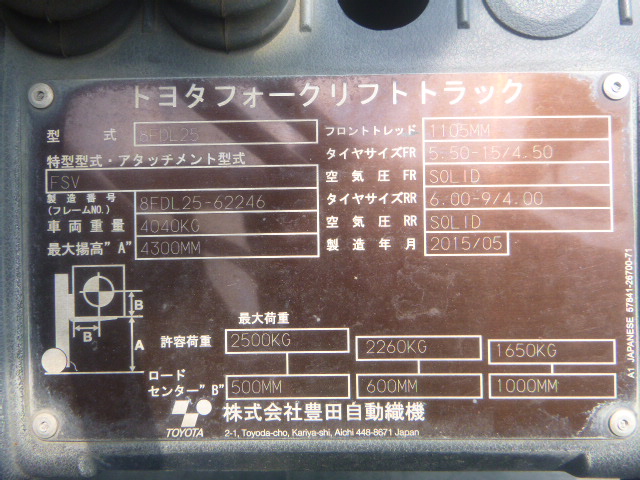 トヨタフォークリフトトラック
型 式 8FDL25 フロントトレッド 1105MM
特型型式・アタッチメント型式 タイヤサイズFR 5.50-15/4.50
FSV 空気圧 FR SOLID
製造番号 (フレームNO.) 8FDL25-62246 タイヤサイズRR 6.00-9/4.00
車両重量 4040KG 空気圧 RR SOLID
最大揚高"A" 4300MM 製造年月 2015/05
B
B A
最大荷重
許容荷重 2500KG 2260KG 1650KG
ロード
センター"B" 500MM 600MM 1000MM
株式会社豊田自動織機
TOYOTA 2-1, Toyoda-cho, Kariya-shi, Aichi 448-8671 Japan
A1 JAPANESE 57841-26700-71